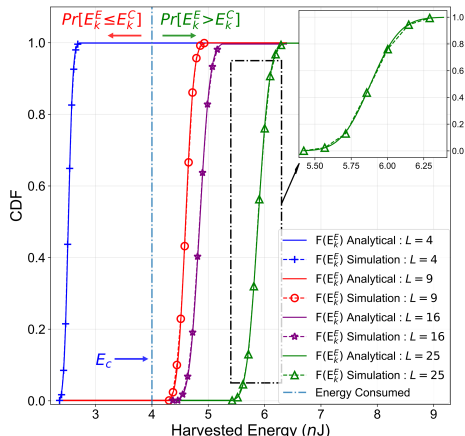 Pr[E_k^E≤E_k^C] Pr[E_k^E>E_k^C]
1.0
0.8
0.6
0.4
0.2
0.0
CDF
E_c
3 4 5 6 7 8 9
Harvested Energy (nJ)
1.0
0.8
0.6
0.4
0.2
0.0
5.50 5.75 6.00 6.25
F(E_k^E) Analytical : L = 4
F(E_k^E) Simulation : L = 4
F(E_k^E) Analytical : L = 9
F(E_k^E) Simulation : L = 9
F(E_k^E) Analytical : L = 16
F(E_k^E) Simulation : L = 16
F(E_k^E) Analytical : L = 25
F(E_k^E) Simulation : L = 25
Energy Consumed